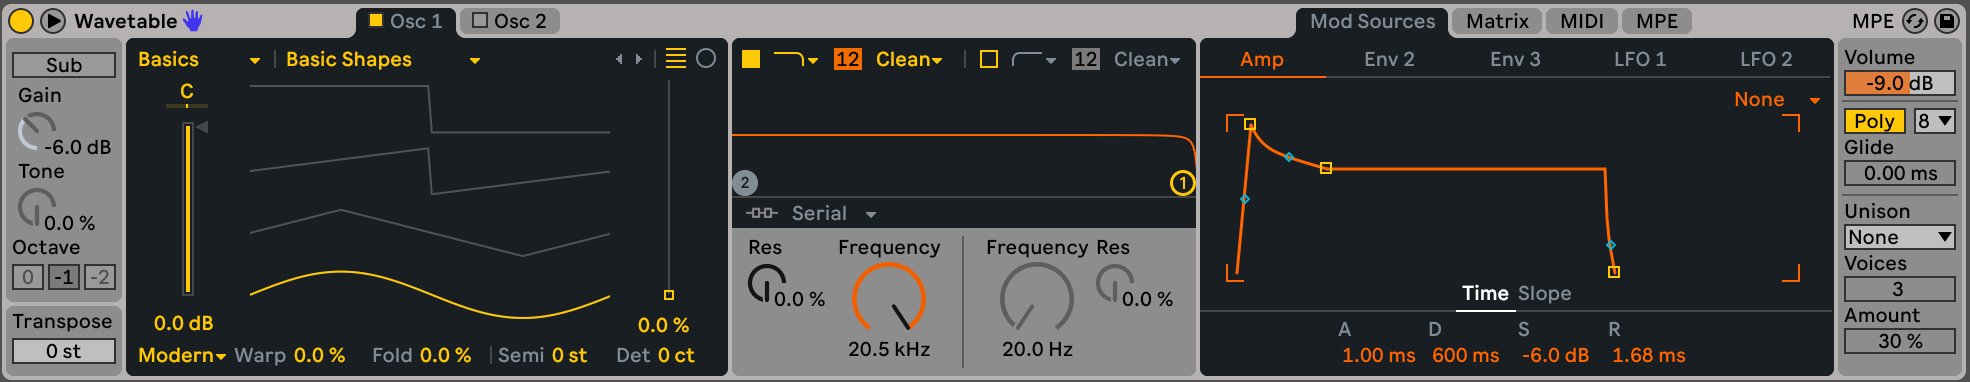 Wavetable
Osc 1
Osc 2
Mod Sources
Matrix
MIDI
MPE
MPE
Sub
Gain
-6.0 dB
Tone
0.0 %
Octave
0 -1 -2
Transpose
0 st
Basics
Basic Shapes
C
0.0 dB
0.0 %
Modern Warp 0.0 % Fold 0.0 % Semi 0 st Det 0 ct
12 Clean
12 Clean
2
1
Serial
Res
0.0 %
Frequency
20.5 kHz
Frequency
20.0 Hz
Res
0.0 %
Amp Env 2 Env 3 LFO 1 LFO 2
None
Time Slope
A D S R
1.00 ms 600 ms -6.0 dB 1.68 ms
Volume
-9.0 dB
Poly 8
Glide
0.00 ms
Unison
None
Voices
3
Amount
30 %